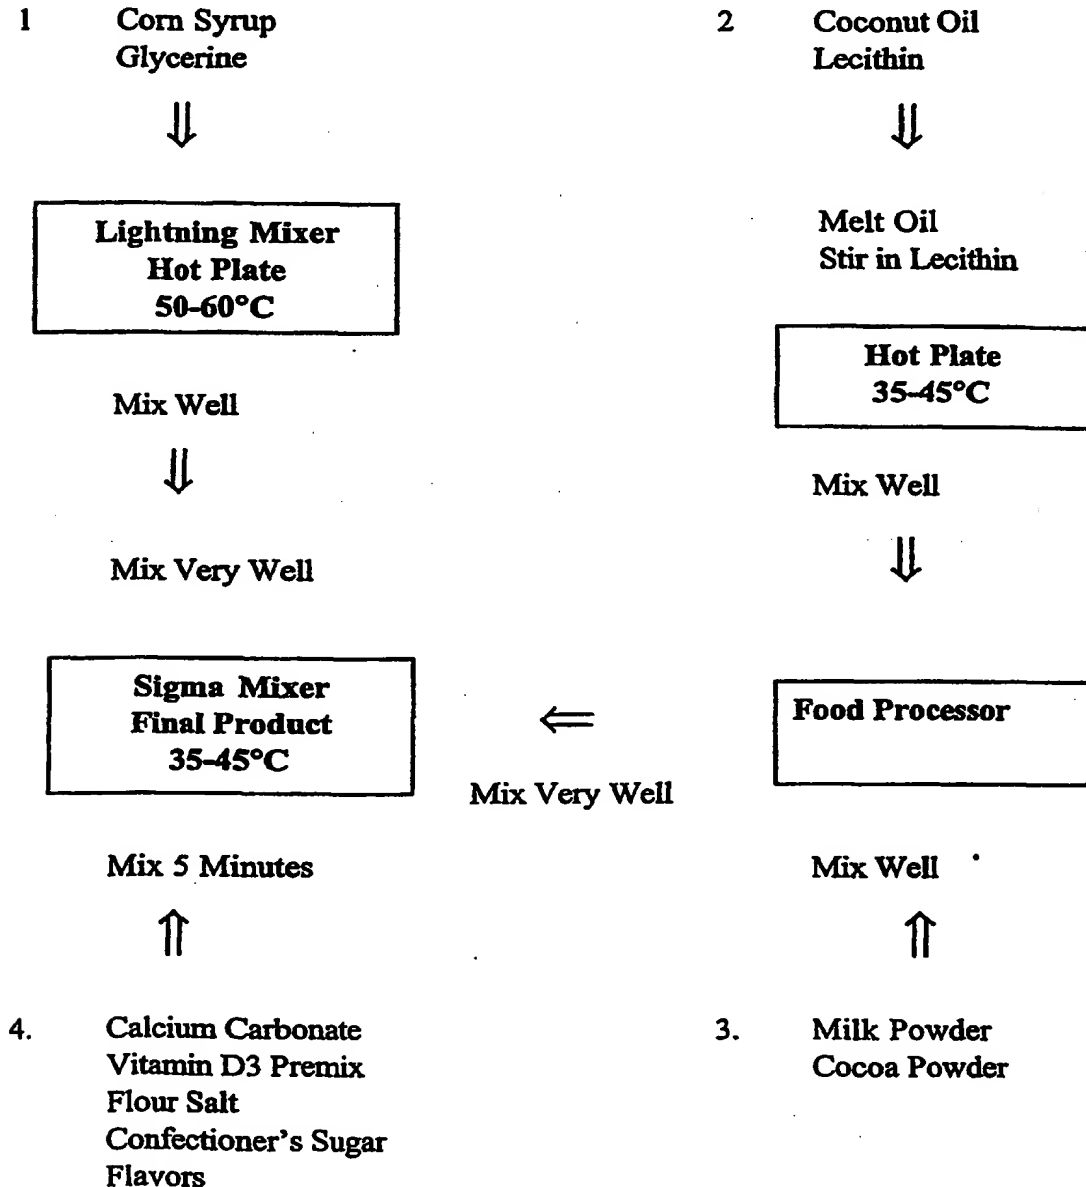 1 Corn Syrup
Glycerine
Lightning Mixer
Hot Plate
50-60°C
Mix Well
Mix Very Well
Sigma Mixer
Final Product
35-45°C
Mix 5 Minutes
4. Calcium Carbonate
Vitamin D3 Premix
Flour Salt
Confectioner's Sugar
Flavors
2 Coconut Oil
Lecithin
Melt Oil
Stir in Lecithin
Hot Plate
35-45°C
Mix Well
Food Processor
Mix Very Well
Mix Well
3. Milk Powder
Cocoa Powder